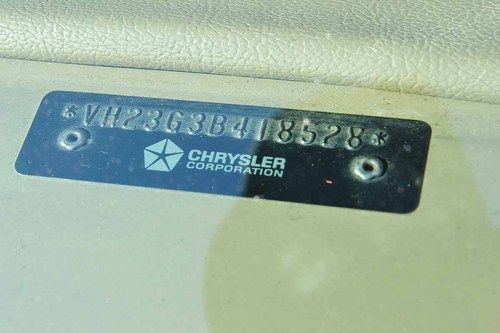 *VH23G3B418528*
CHRYSLER
CORPORATION